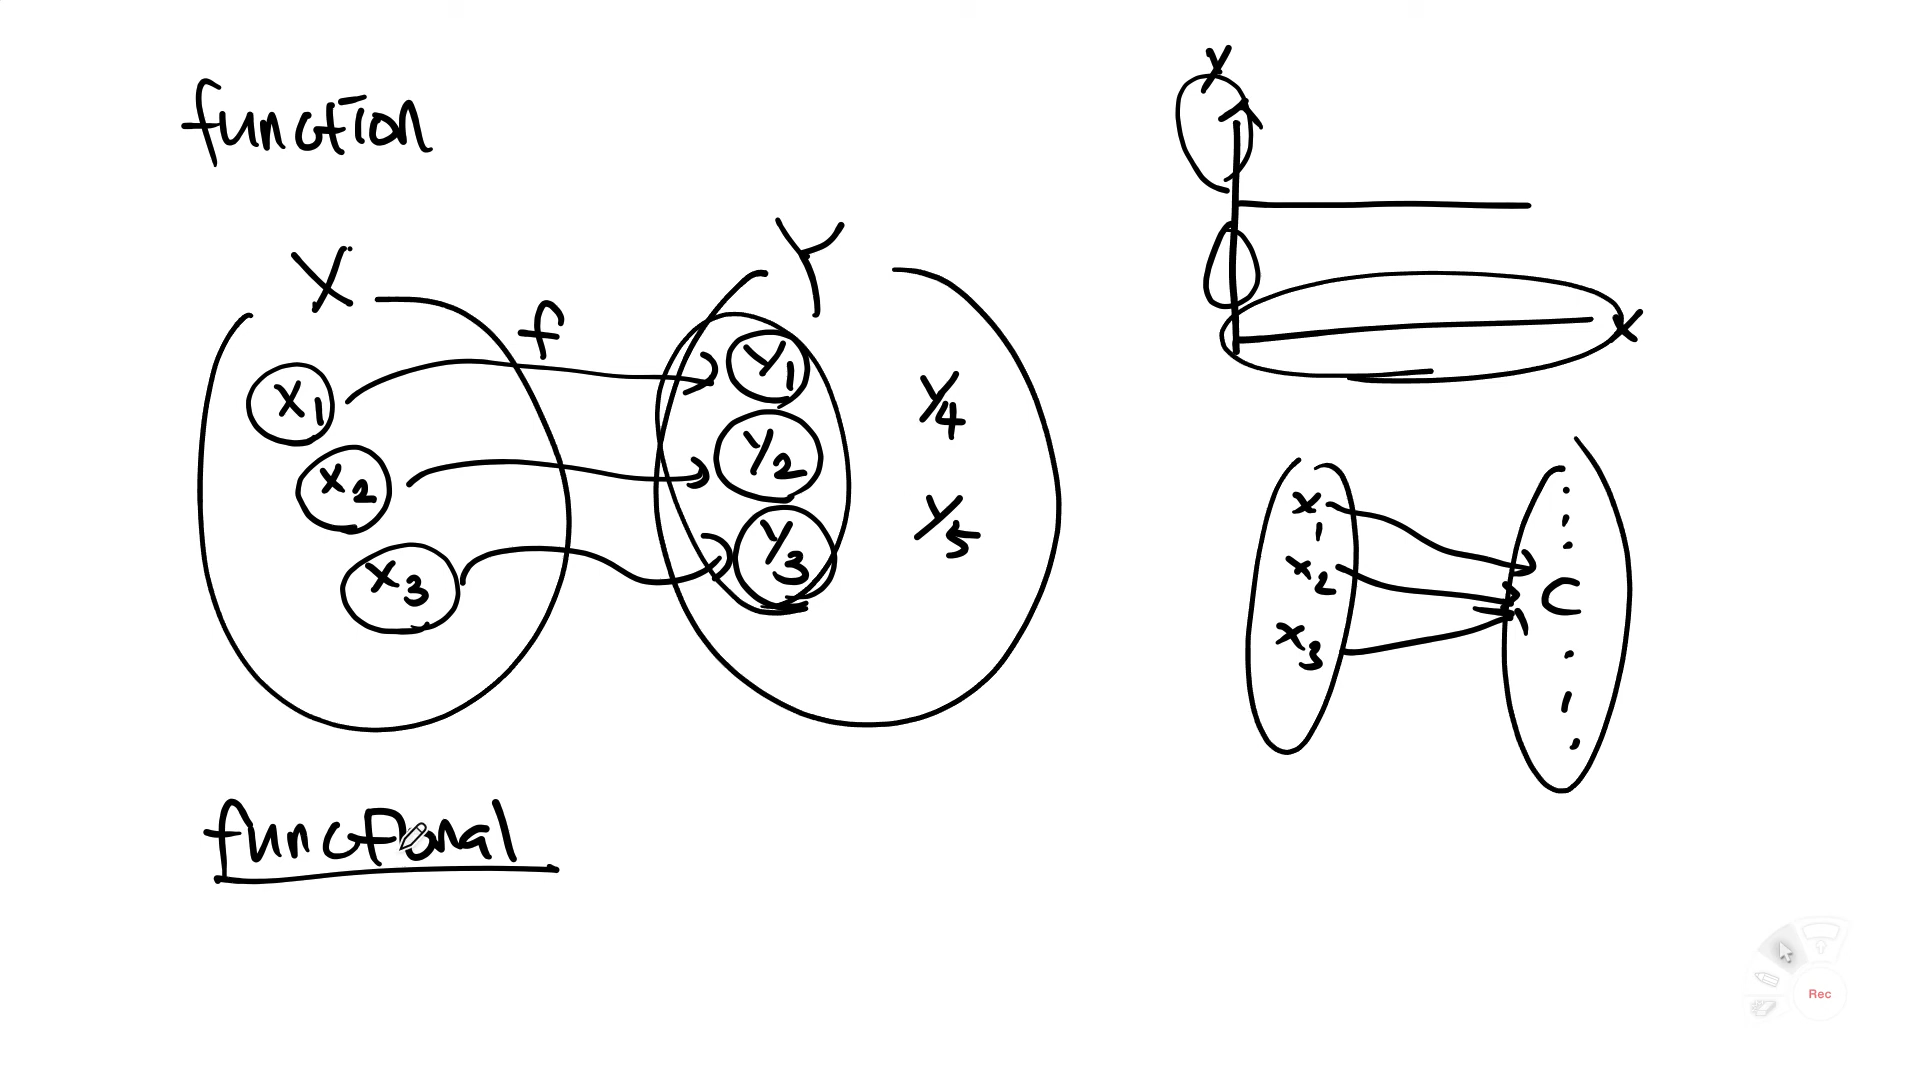 function
X
f
Y
x1
x2
x3
y1
y2
y3
y4
y5
functional
y
x
x1
x2
x3
C
Rec